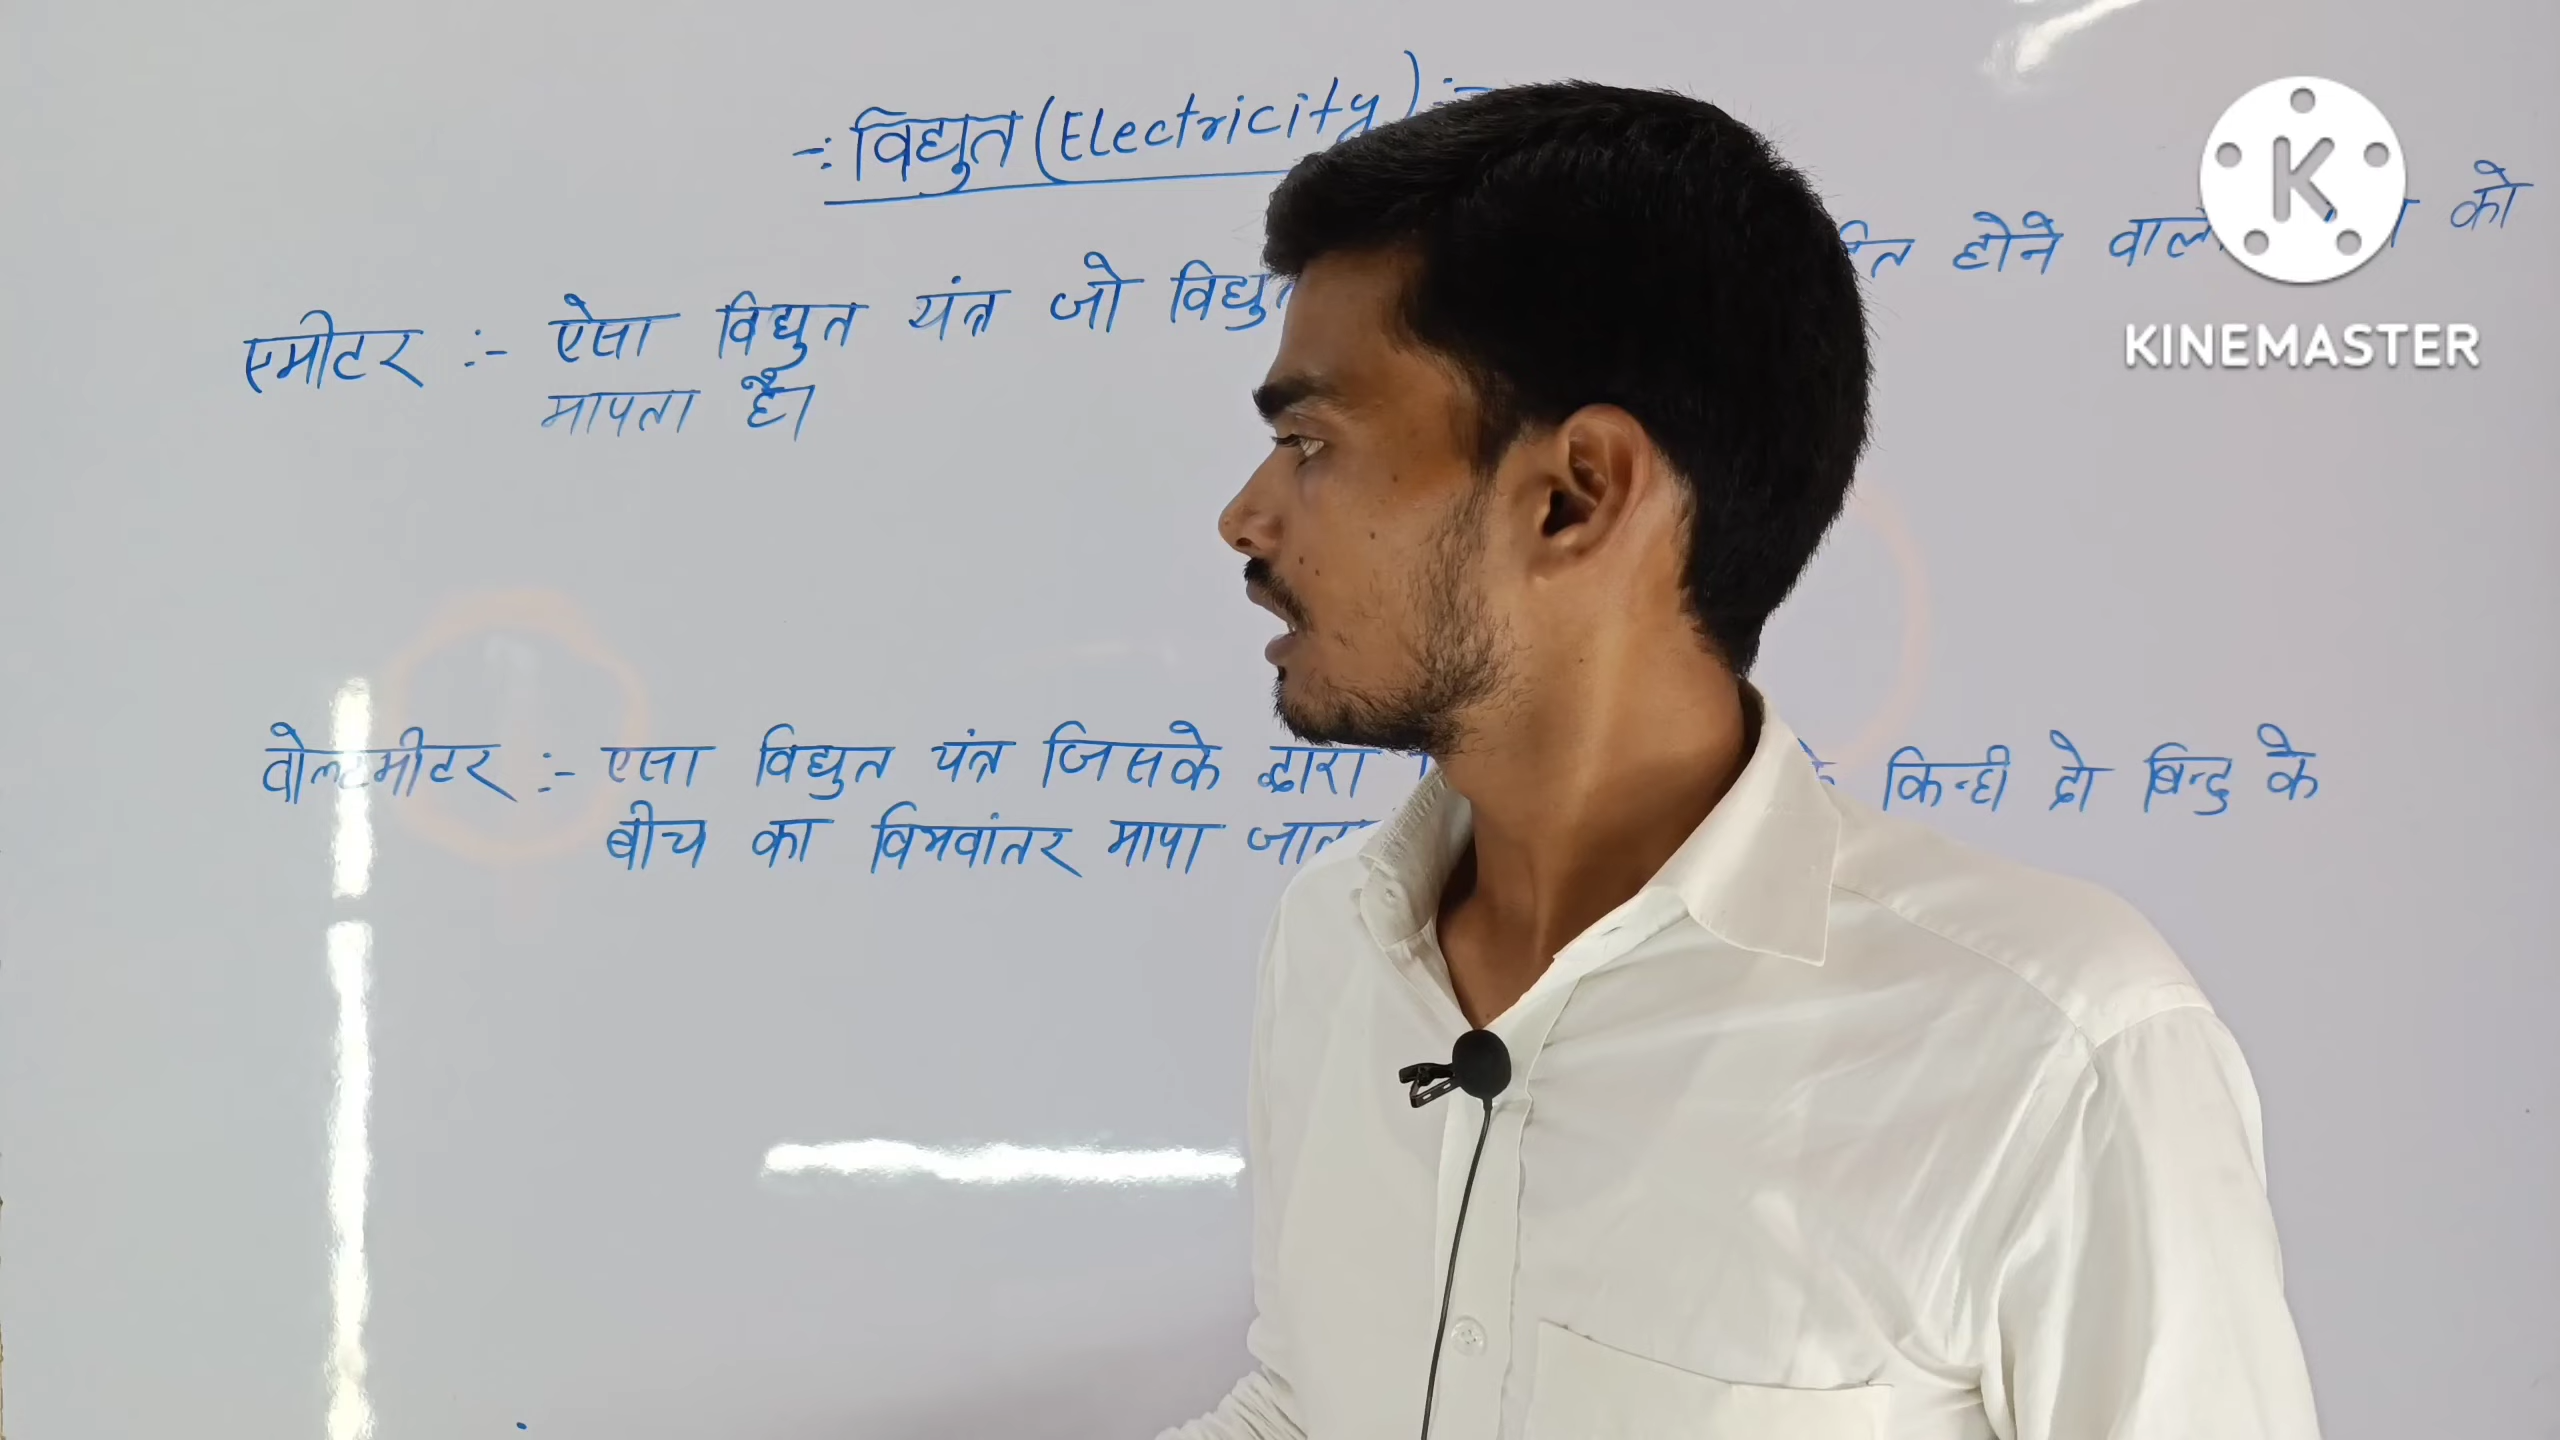 -: विद्युत (Electricity) :-
एमीटर :- ऐसा विद्युत यंत्र जो होने को
मापता है।
वोल्टमीटर :- एसा विद्युत यंत्र जिसके द्वारा किन्ही दो बिन्दु के
बीच का विभवांतर मापा
K
KINEMASTER